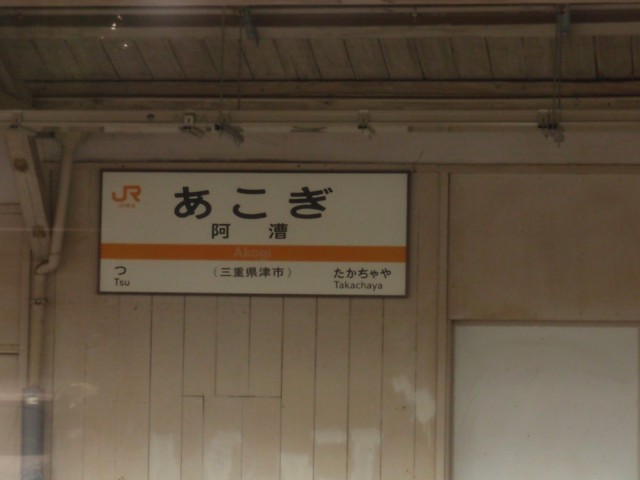 JR
あこぎ
阿漕
Akogi
つ (三重県津市) たかちゃや
Tsu Takachaya